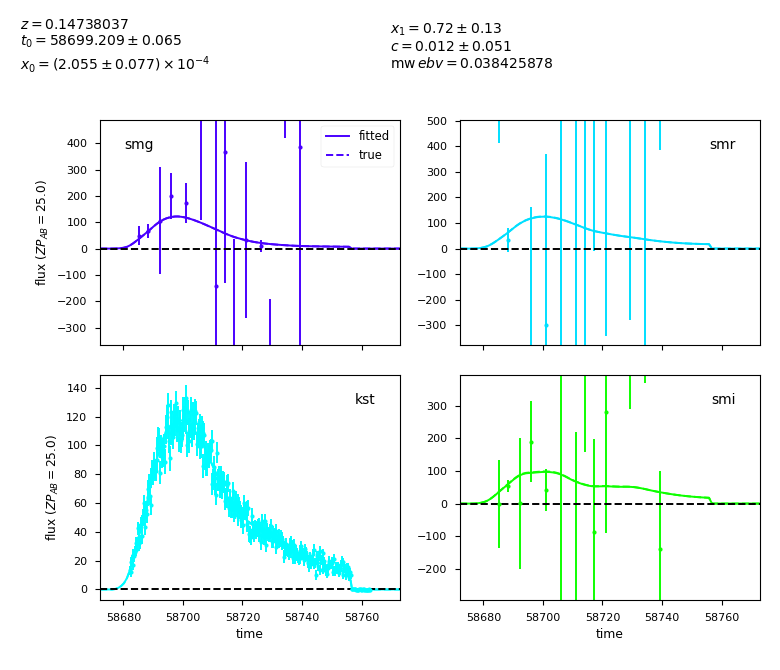 z = 0.14738037
t₀ = 58699.209 ± 0.065
x₀ = (2.055 ± 0.077) × 10⁻⁴
x₁ = 0.72 ± 0.13
c = 0.012 ± 0.051
mw ebv = 0.038425878
smg
fitted
true
400
300
200
100
0
−100
−200
−300
flux (ZP_AB = 25.0)
smr
500
400
300
200
100
0
−100
−200
−300
kst
140
120
100
80
60
40
20
0
flux (ZP_AB = 25.0)
58680 58700 58720 58740 58760
time
smi
300
200
100
0
−100
−200
58680 58700 58720 58740 58760
time